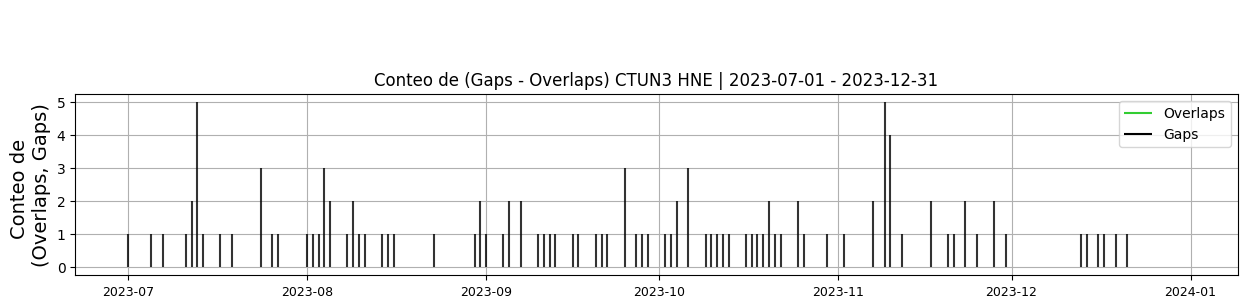 Conteo de (Gaps - Overlaps) CTUN3 HNE | 2023-07-01 - 2023-12-31
Conteo de
(Overlaps, Gaps)
5
4
3
2
1
0
Overlaps
Gaps
2023-07
2023-08
2023-09
2023-10
2023-11
2023-12
2024-01